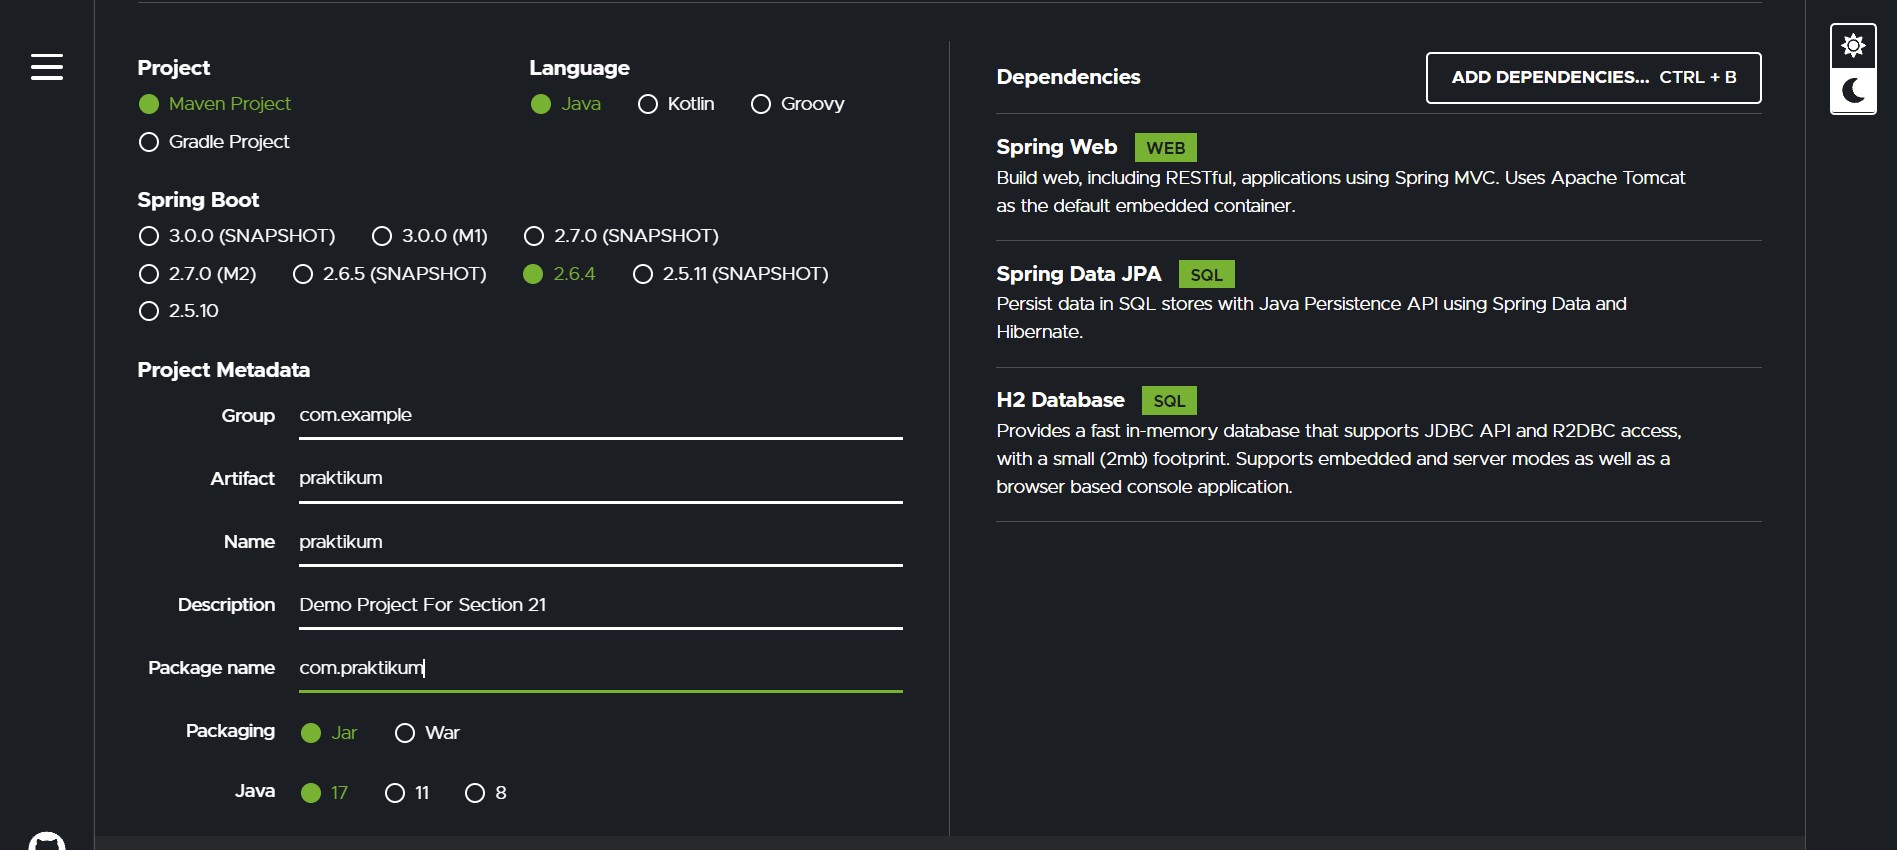 Project
Maven Project
Gradle Project
Language
Java Kotlin Groovy
Spring Boot
3.0.0 (SNAPSHOT) 3.0.0 (M1) 2.7.0 (SNAPSHOT)
2.7.0 (M2) 2.6.5 (SNAPSHOT) 2.6.4 2.5.11 (SNAPSHOT)
2.5.10
Project Metadata
Group com.example
Artifact praktikum
Name praktikum
Description Demo Project For Section 21
Package name com.praktikum
Packaging Jar War
Java 17 11 8
Dependencies
ADD DEPENDENCIES... CTRL + B
Spring Web WEB
Build web, including RESTful, applications using Spring MVC. Uses Apache Tomcat
as the default embedded container.
Spring Data JPA SQL
Persist data in SQL stores with Java Persistence API using Spring Data and
Hibernate.
H2 Database SQL
Provides a fast in-memory database that supports JDBC API and R2DBC access,
with a small (2mb) footprint. Supports embedded and server modes as well as a
browser based console application.